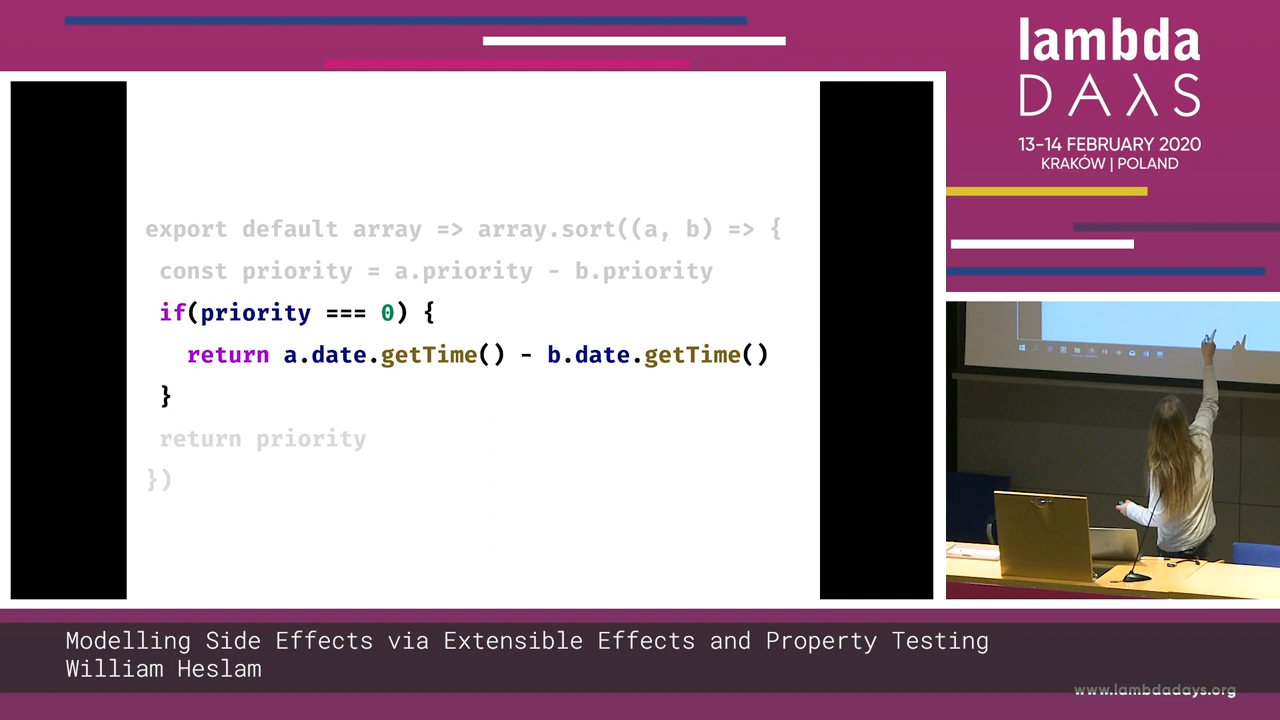 lambda
DAλS
13-14 FEBRUARY 2020
KRAKÓW | POLAND
export default array => array.sort((a, b) => {
const priority = a.priority - b.priority
if(priority === 0) {
return a.date.getTime() - b.date.getTime()
}
return priority
})
Modelling Side Effects via Extensible Effects and Property Testing
William Heslam
www.lambdadays.org